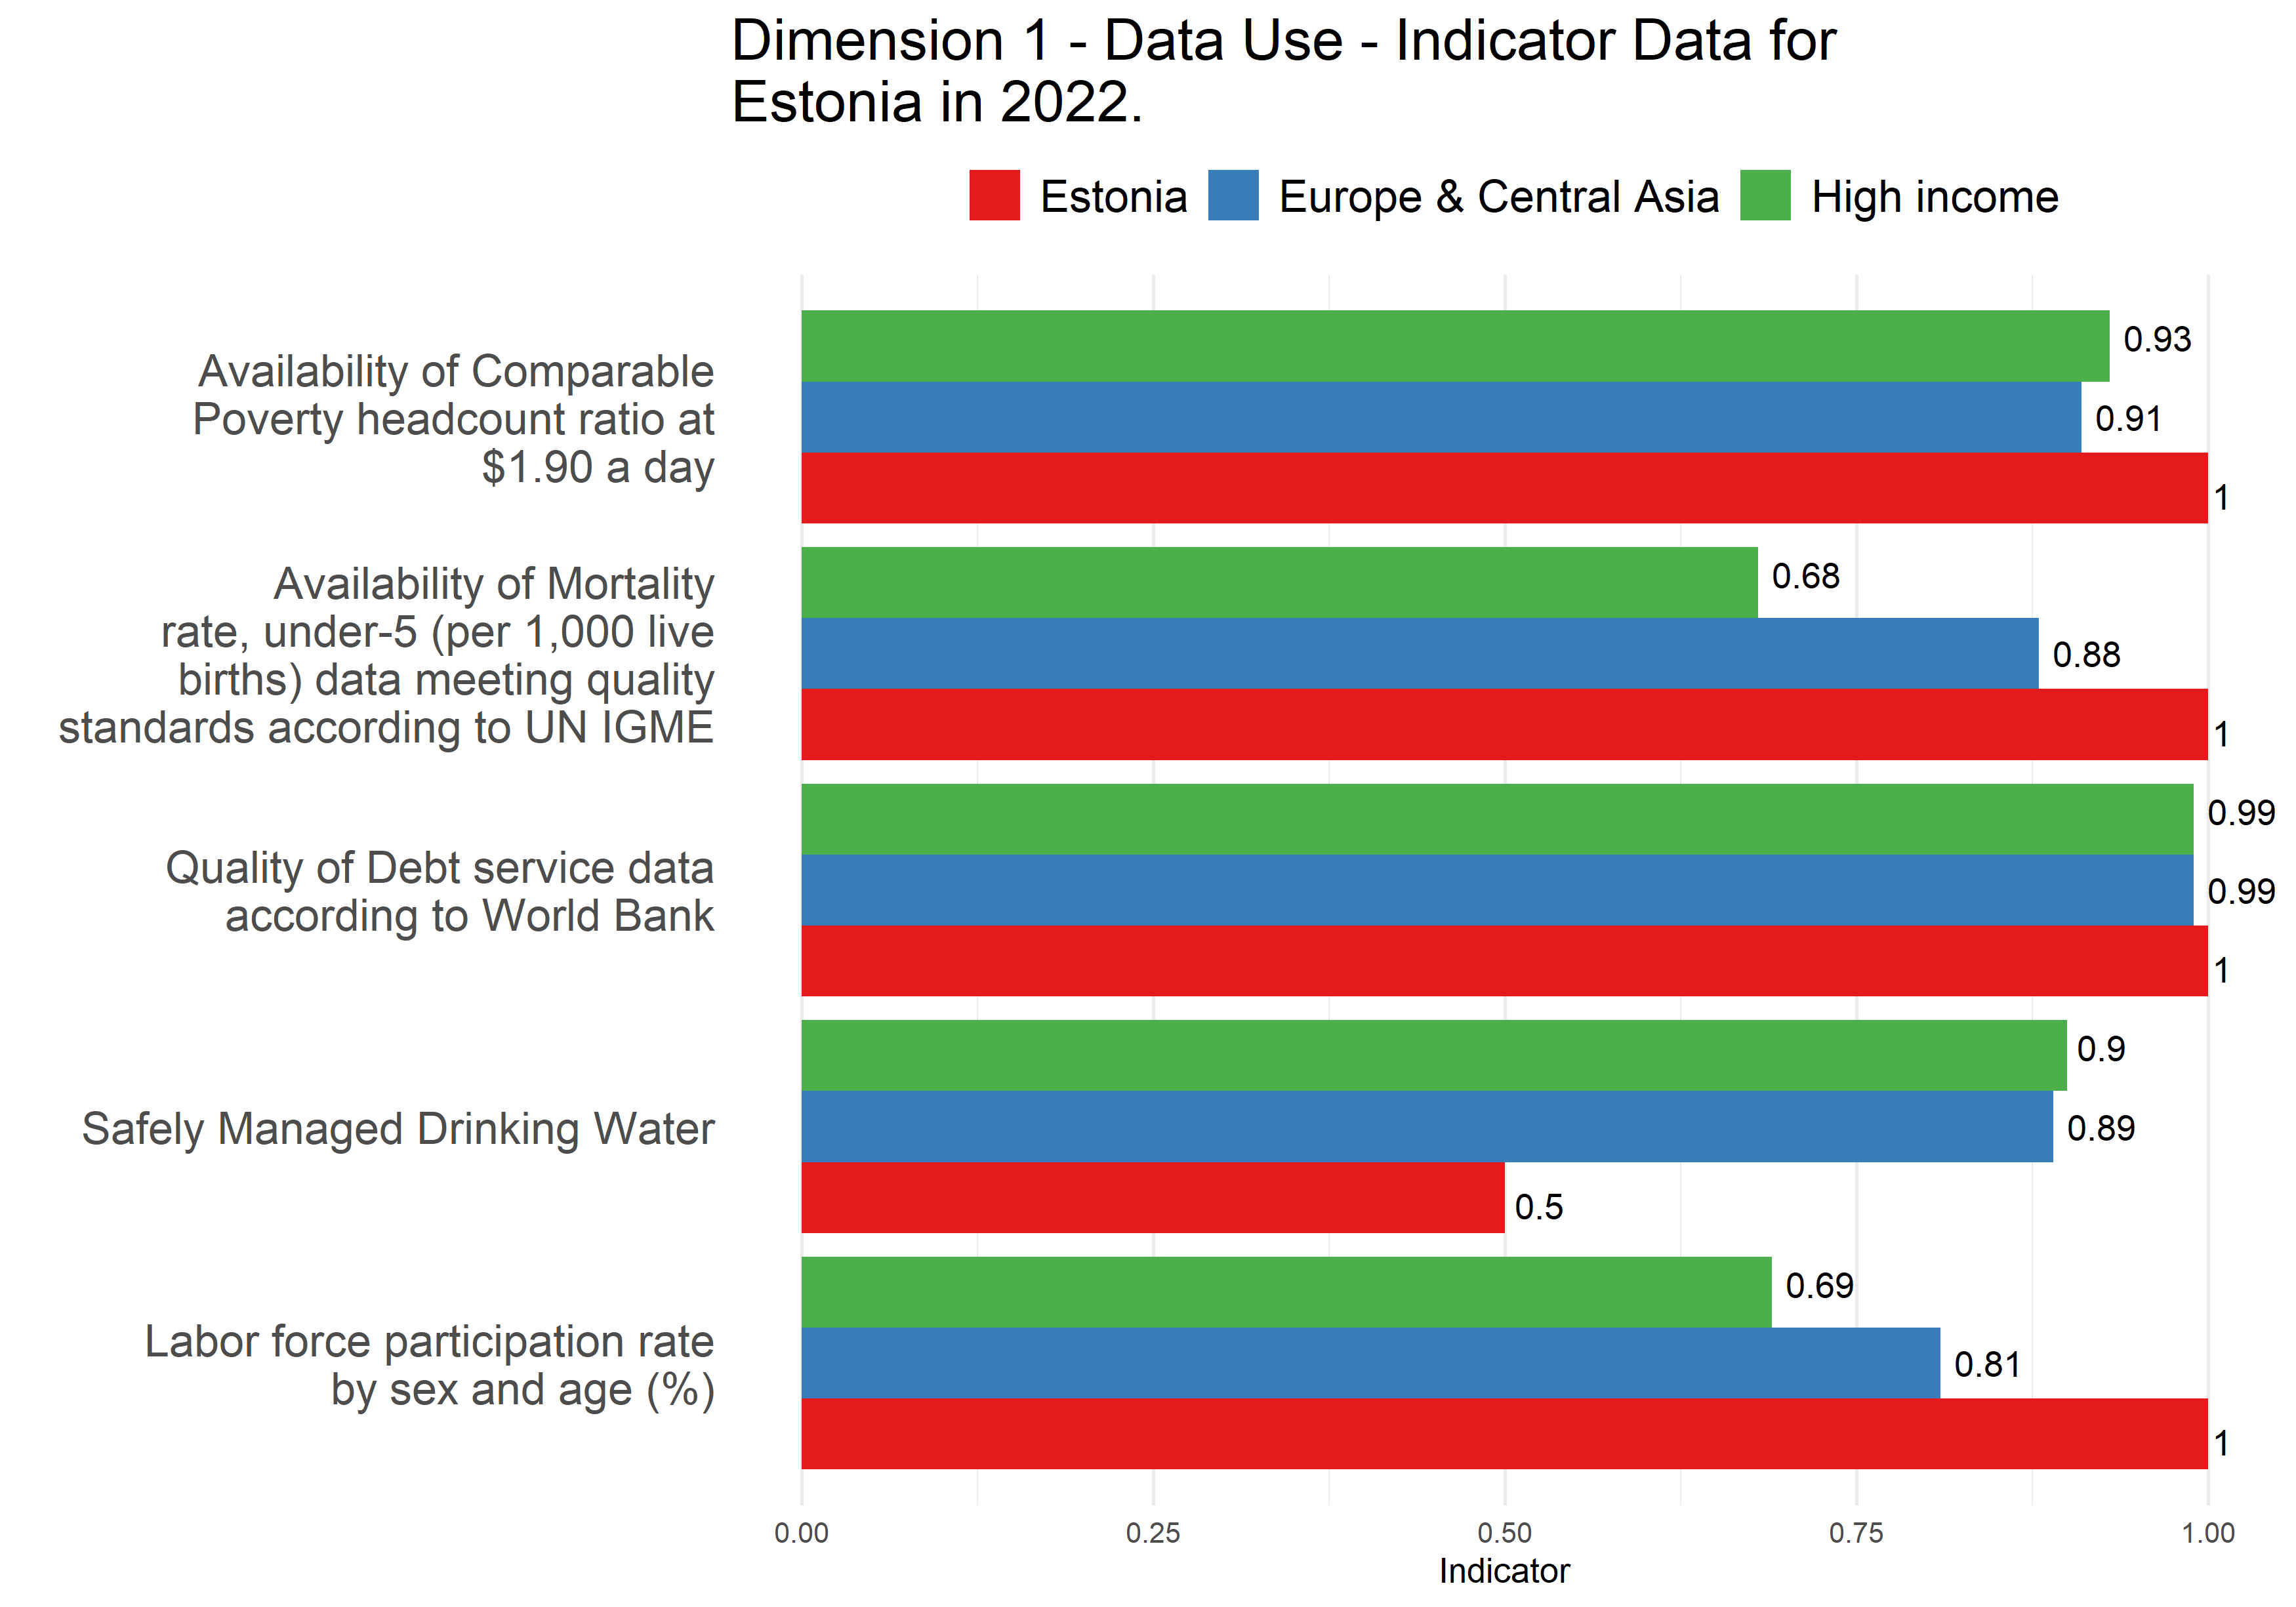 Dimension 1 - Data Use - Indicator Data for
Estonia in 2022.
Estonia Europe & Central Asia High income
Availability of Comparable
Poverty headcount ratio at
$1.90 a day
0.93
0.91
1
Availability of Mortality
rate, under-5 (per 1,000 live
births) data meeting quality
standards according to UN IGME
0.68
0.88
1
Quality of Debt service data
according to World Bank
0.99
0.99
1
Safely Managed Drinking Water
0.9
0.89
0.5
Labor force participation rate
by sex and age (%)
0.69
0.81
1
0.00 0.25 0.50 0.75 1.00
Indicator